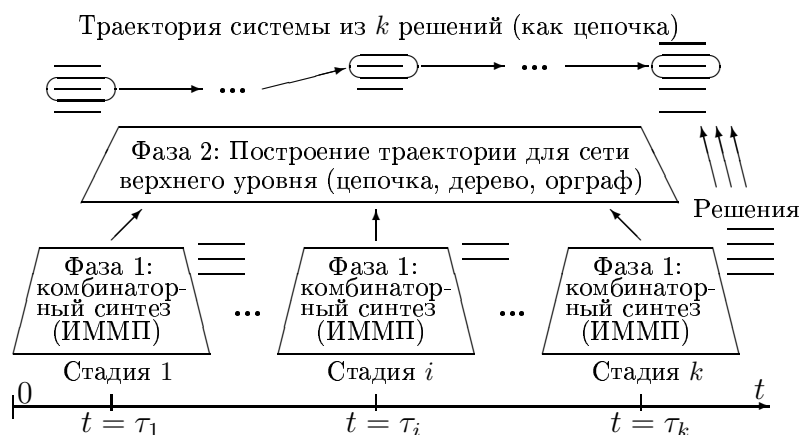 Траектория системы из k решений (как цепочка)
... ...
Фаза 2: Построение траектории для сети
верхнего уровня (цепочка, дерево, орграф)
Решения
Фаза 1: Фаза 1: Фаза 1:
комбинатор- комбинатор- комбинатор-
ный синтез ... ный синтез ... ный синтез
(ИММП) (ИММП) (ИММП)
Стадия 1 Стадия i Стадия k
0 t
t = τ₁ t = τᵢ t = τₖ